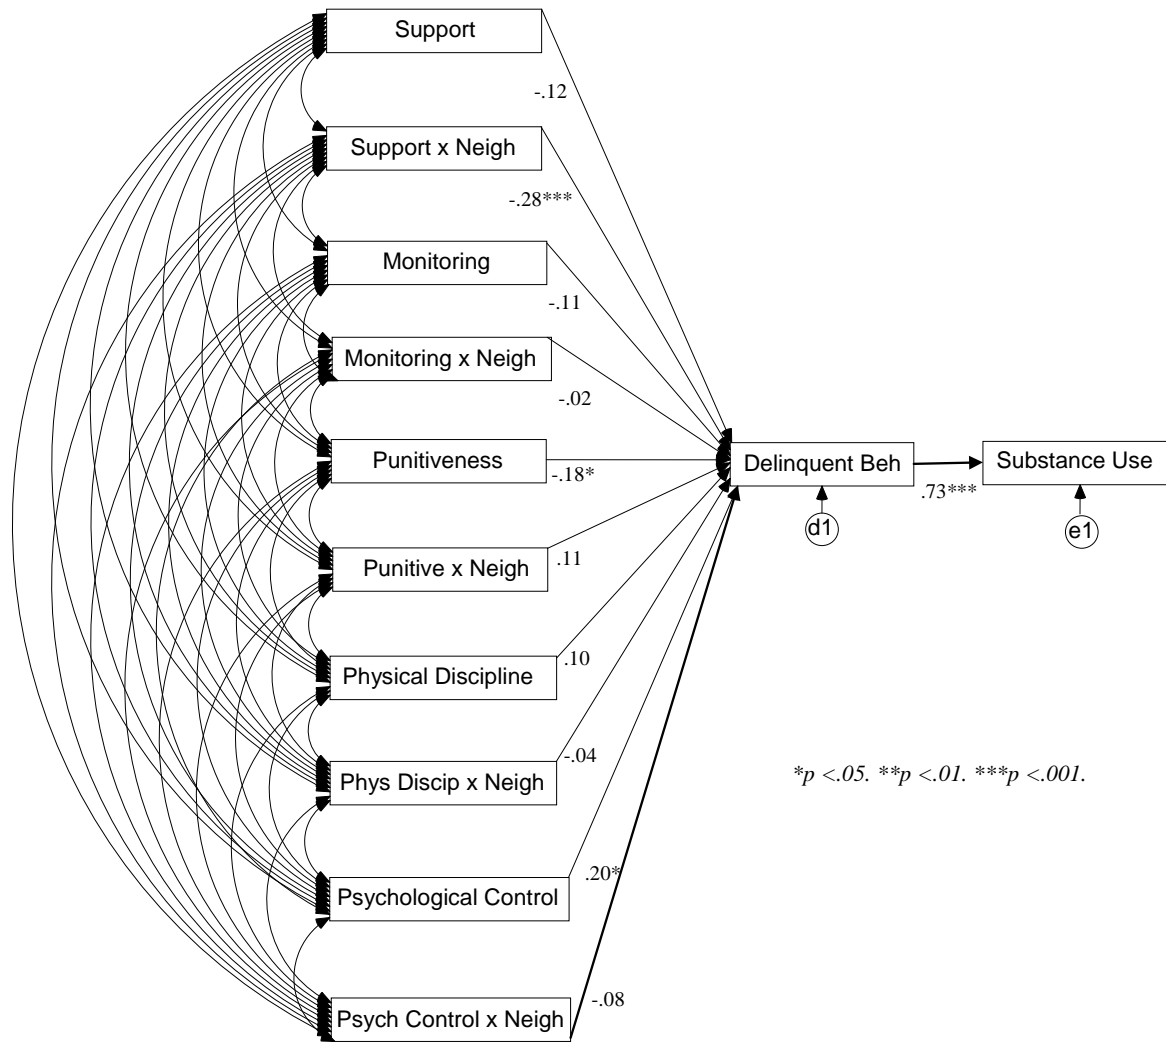 Support
-.12
Support x Neigh
-.28***
Monitoring
-.11
Monitoring x Neigh
-.02
Punitiveness
-.18*
Delinquent Beh
.73***
Substance Use
d1
e1
Punitive x Neigh
.11
Physical Discipline
.10
Phys Discip x Neigh
-.04
*p <.05. **p <.01. ***p <.001.
Psychological Control
.20*
Psych Control x Neigh
-.08